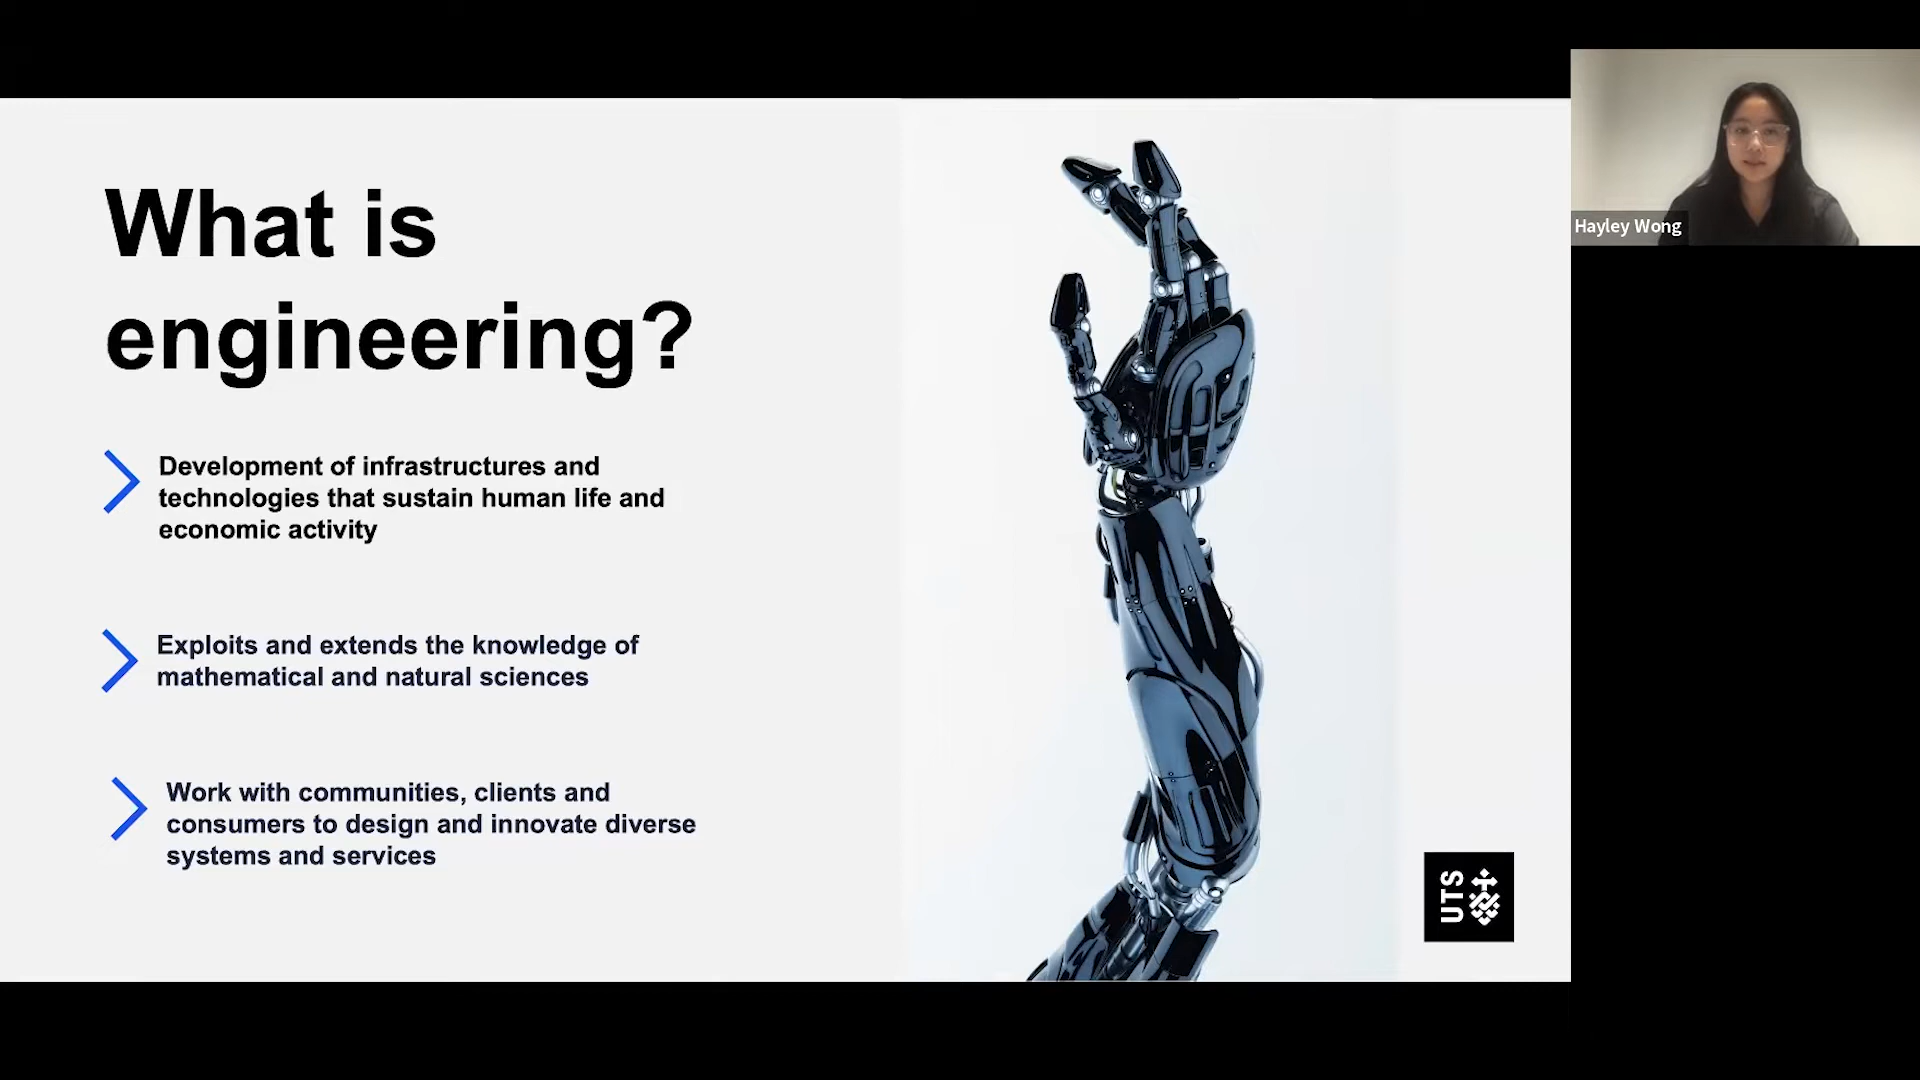 What is
engineering?
Development of infrastructures and
technologies that sustain human life and
economic activity
Exploits and extends the knowledge of
mathematical and natural sciences
Work with communities, clients and
consumers to design and innovate diverse
systems and services
UTS
Hayley Wong